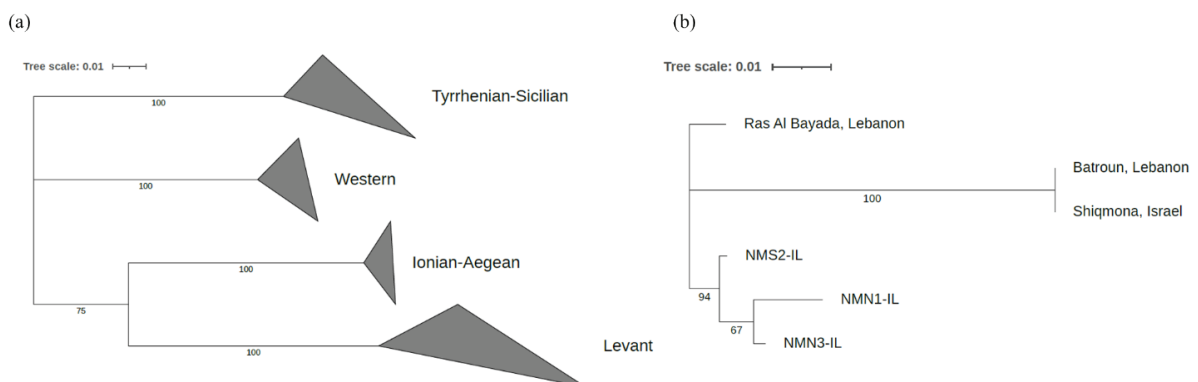 (a)
Tree scale: 0.01
100
Tyrrhenian-Sicilian
100
Western
100
Ionian-Aegean
75
100
Levant
(b)
Tree scale: 0.01
Ras Al Bayada, Lebanon
Batroun, Lebanon
100
Shiqmona, Israel
NMS2-IL
94
NMN1-IL
67
NMN3-IL